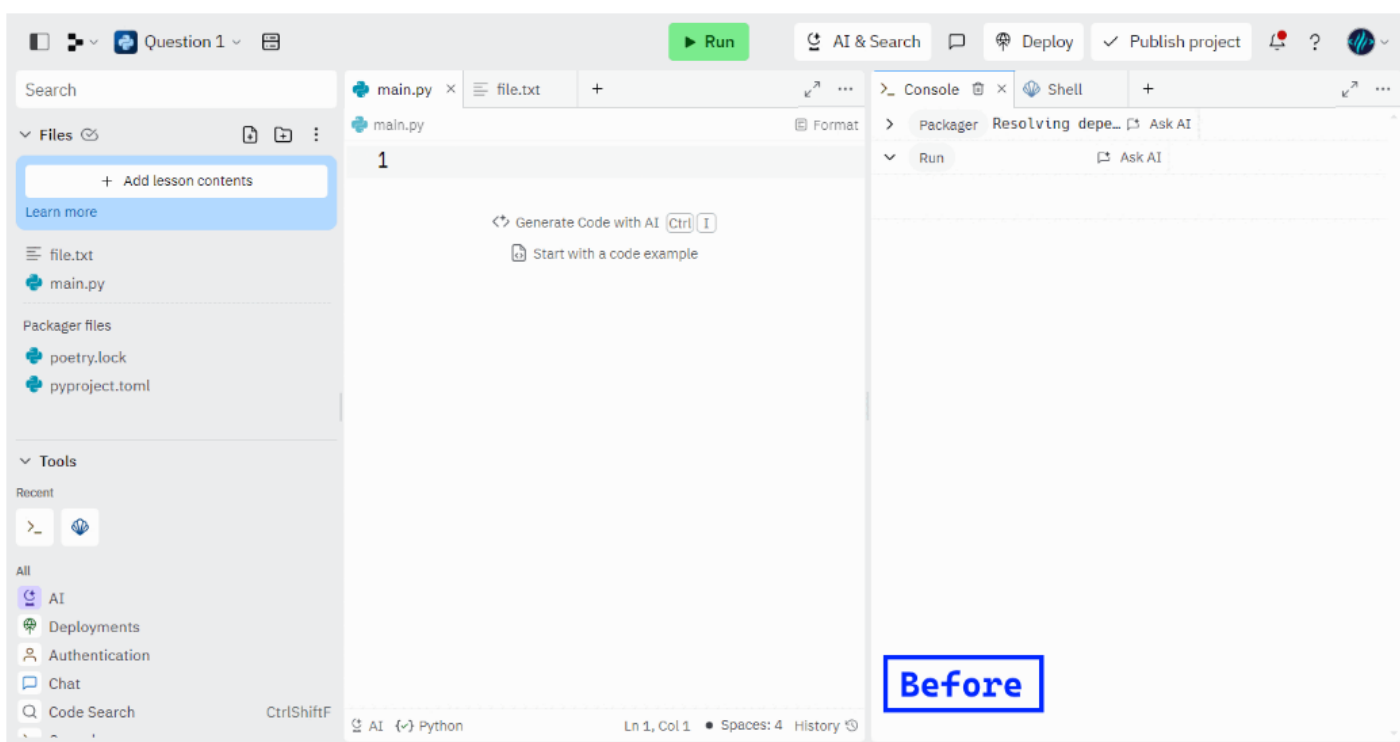 Question 1
Run
AI & Search
Deploy
Publish project
?
Search
Files
+ Add lesson contents
Learn more
file.txt
main.py
Packager files
poetry.lock
pyproject.toml
Tools
Recent
>_
All
AI
Deployments
Authentication
Chat
Code Search CtrlShiftF
main.py × file.txt +
main.py Format
1
Generate Code with AI Ctrl I
Start with a code example
AI {✓} Python Ln 1, Col 1 • Spaces: 4 History
>_ Console × Shell +
Packager Resolving depe… Ask AI
Run Ask AI
Before